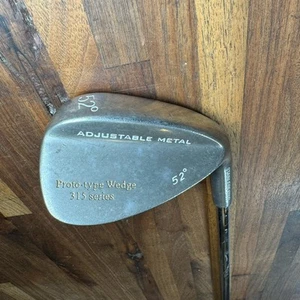 52°
ADJUSTABLE METAL
52°
Proto-type Wedge
315 series